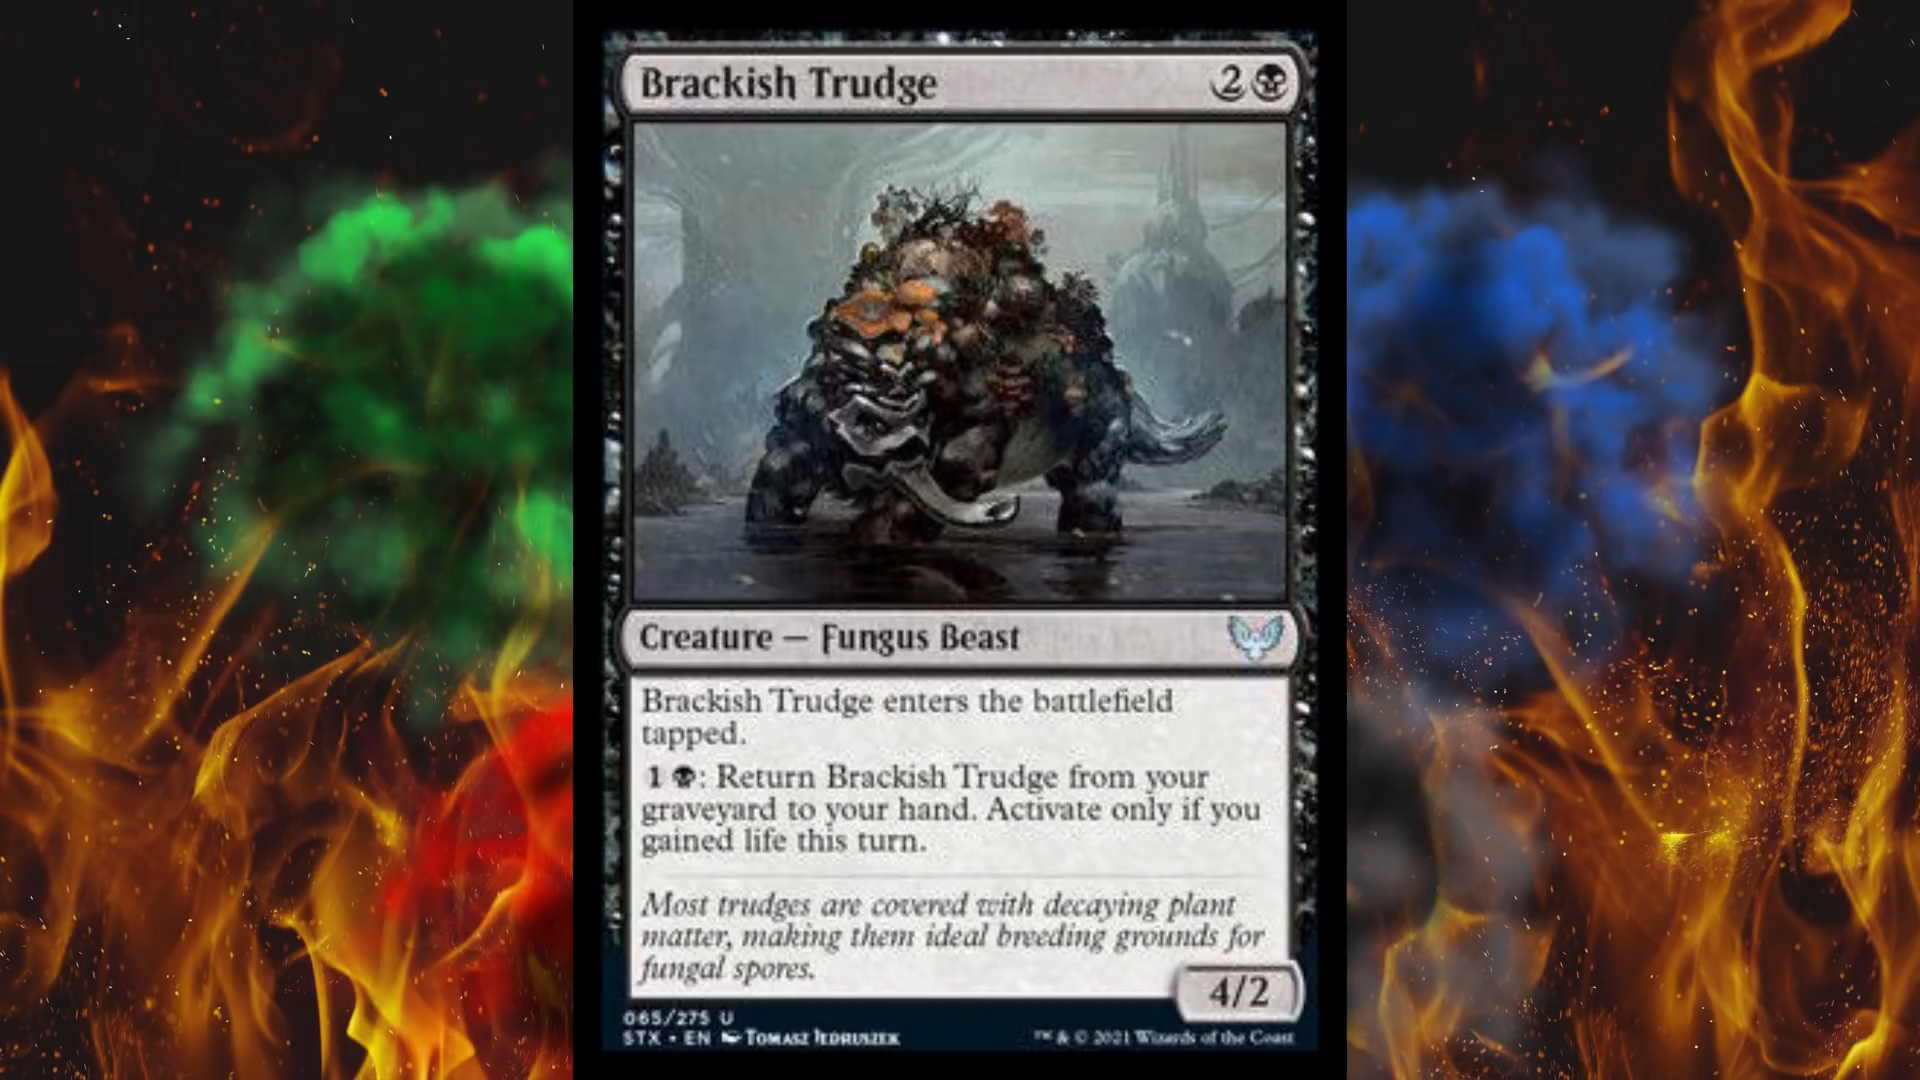 Brackish Trudge 2
Creature — Fungus Beast
Brackish Trudge enters the battlefield
tapped.
1 : Return Brackish Trudge from your
graveyard to your hand. Activate only if you
gained life this turn.
Most trudges are covered with decaying plant
matter, making them ideal breeding grounds for
fungal spores.
4/2
065/275 U
STX • EN Tomasz Jedruszek
™ & © 2021 Wizards of the Coast